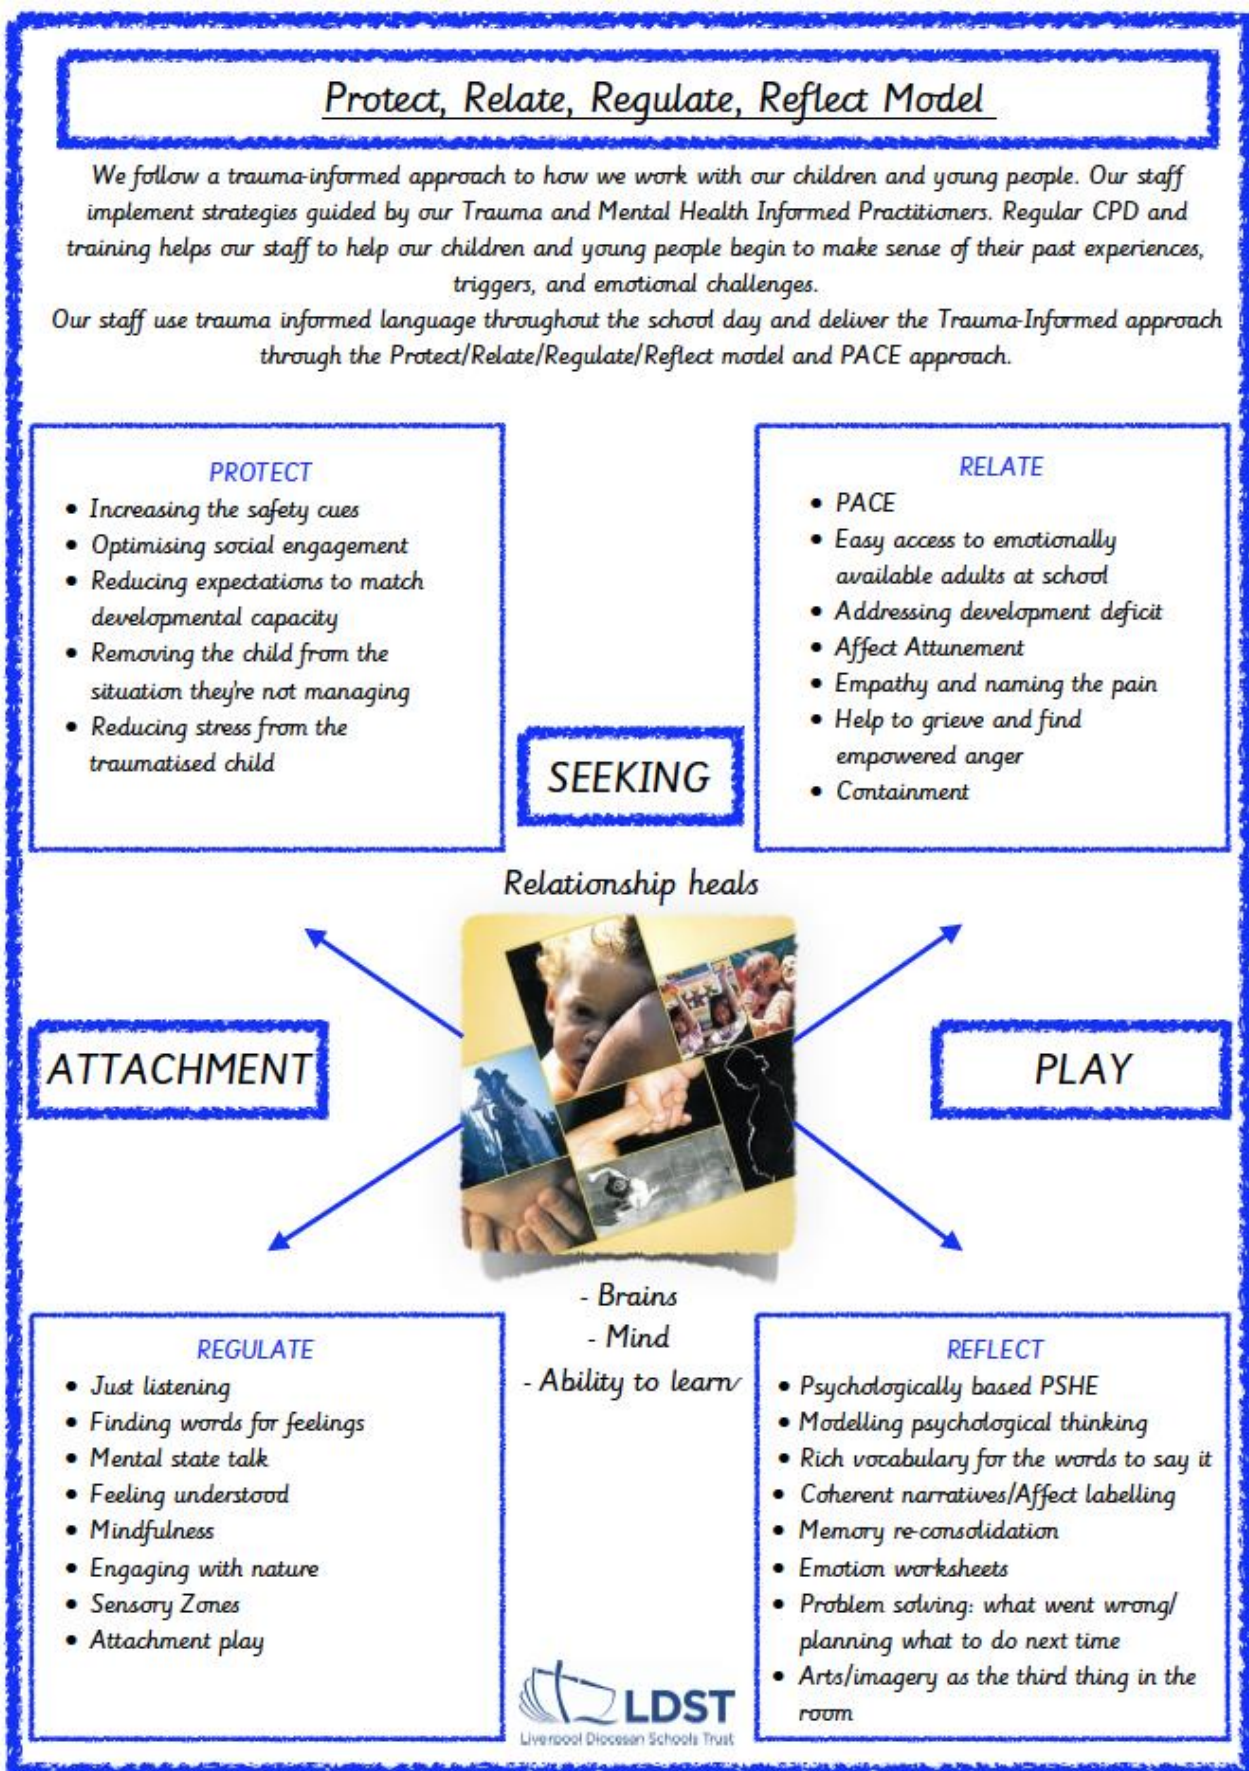 Protect, Relate, Regulate, Reflect Model
We follow a trauma-informed approach to how we work with our children and young people. Our staff
implement strategies guided by our Trauma and Mental Health Informed Practitioners. Regular CPD and
training helps our staff to help our children and young people begin to make sense of their past experiences,
triggers, and emotional challenges.
Our staff use trauma informed language throughout the school day and deliver the Trauma-Informed approach
through the Protect/Relate/Regulate/Reflect model and PACE approach.
PROTECT
• Increasing the safety cues
• Optimising social engagement
• Reducing expectations to match
developmental capacity
• Removing the child from the
situation they're not managing
• Reducing stress from the
traumatised child
RELATE
• PACE
• Easy access to emotionally
available adults at school
• Addressing development deficit
• Affect Attunement
• Empathy and naming the pain
• Help to grieve and find
empowered anger
• Containment
SEEKING
Relationship heals
ATTACHMENT
PLAY
- Brains
- Mind
- Ability to learn
REGULATE
• Just listening
• Finding words for feelings
• Mental state talk
• Feeling understood
• Mindfulness
• Engaging with nature
• Sensory Zones
• Attachment play
REFLECT
• Psychologically based PSHE
• Modelling psychological thinking
• Rich vocabulary for the words to say it
• Coherent narratives/Affect labelling
• Memory re-consolidation
• Emotion worksheets
• Problem solving: what went wrong/
planning what to do next time
• Arts/imagery as the third thing in the
room
LDST
Liverpool Diocesan Schools Trust